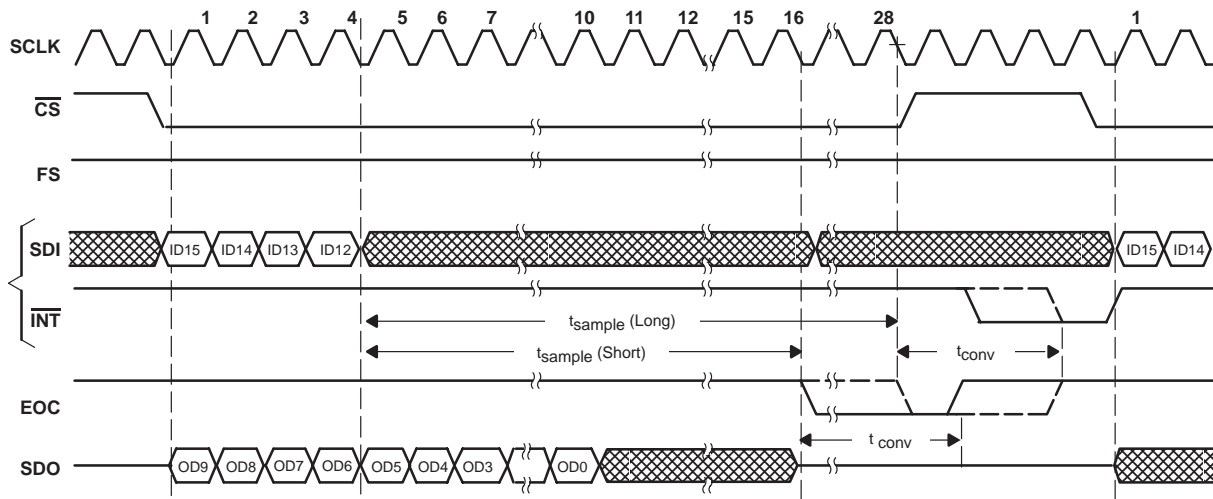 1 2 3 4 5 6 7 10 11 12 15 16 28 1
SCLK
CS
FS
SDI ID15 ID14 ID13 ID12 ID15 ID14
INT
tsample (Long)
tsample (Short)
tconv
EOC
t conv
SDO OD9 OD8 OD7 OD6 OD5 OD4 OD3 OD0